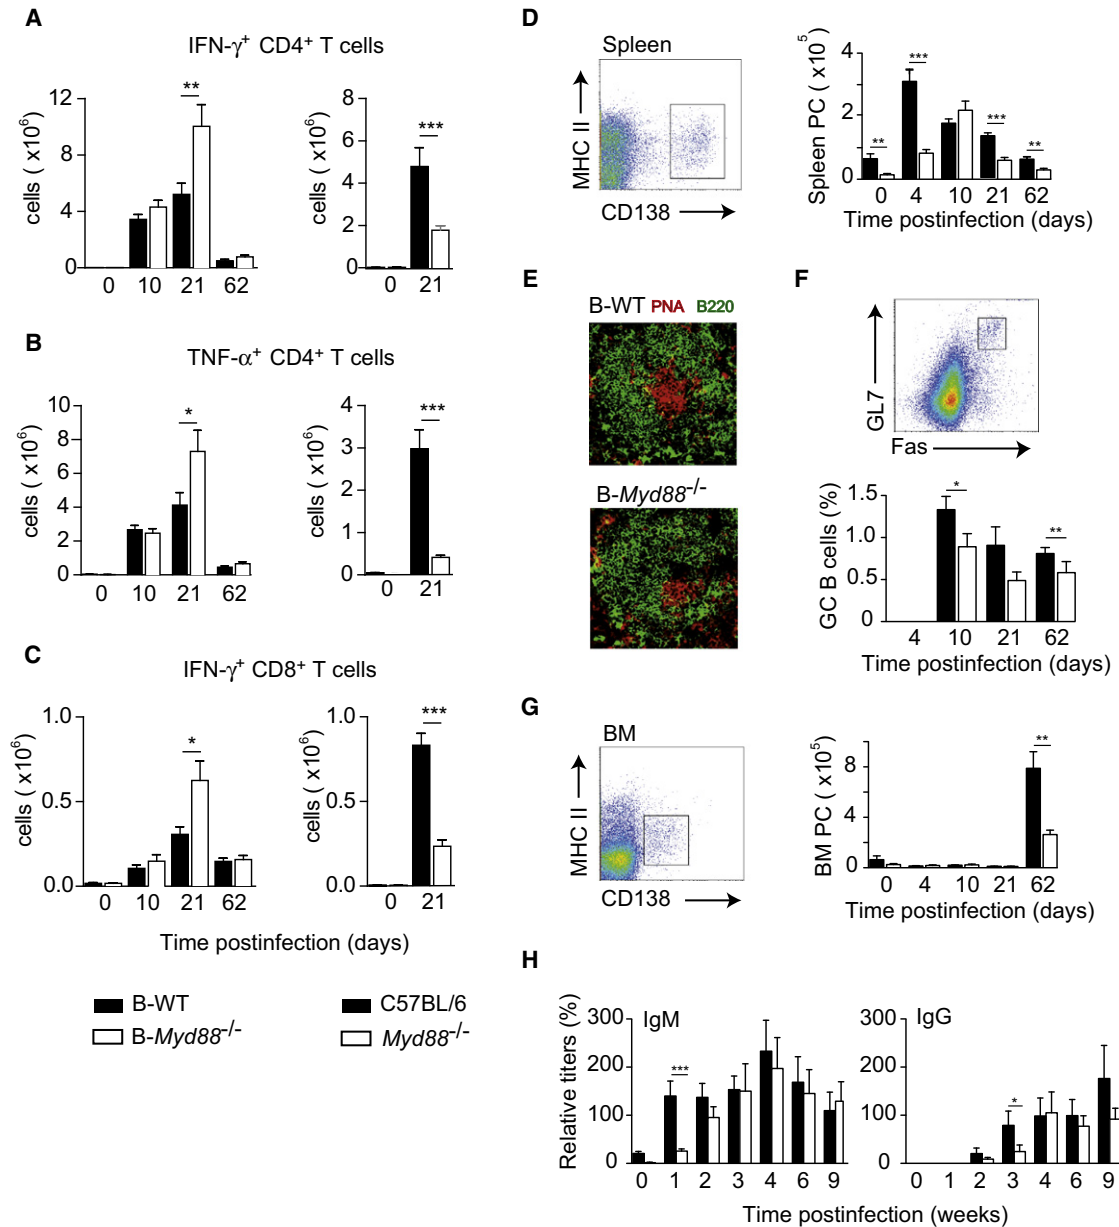 A
IFN-γ+ CD4+ T cells
cells ( x10^6)
12
8
4
0
0 10 21 62
**
cells ( x10^6)
8
6
4
2
0
0 21
***
B
TNF-α+ CD4+ T cells
cells ( x10^6)
10
8
6
4
2
0
0 10 21 62
*
cells ( x10^6)
4
3
2
1
0
0 21
***
C
IFN-γ+ CD8+ T cells
cells ( x10^6)
1.0
0.5
0.0
0 10 21 62
*
cells ( x10^6)
1.0
0.5
0.0
0 21
***
Time postinfection (days)
B-WT
B-Myd88-/-
C57BL/6
Myd88-/-
D
Spleen
MHC II
CD138
Spleen PC ( x10^5)
4
2
0
** *** *** **
0 4 10 21 62
Time postinfection (days)
E
B-WT PNA B220
B-Myd88-/-
F
GL7
Fas
GC B cells (%)
1.5
1.0
0.5
0
* **
4 10 21 62
Time postinfection (days)
G
BM
MHC II
CD138
BM PC ( x10^5)
8
4
0
**
0 4 10 21 62
Time postinfection (days)
H
Relative titers (%)
IgM
300
200
100
0
***
0 1 2 3 4 6 9
IgG
300
200
100
0
*
0 1 2 3 4 6 9
Time postinfection (weeks)